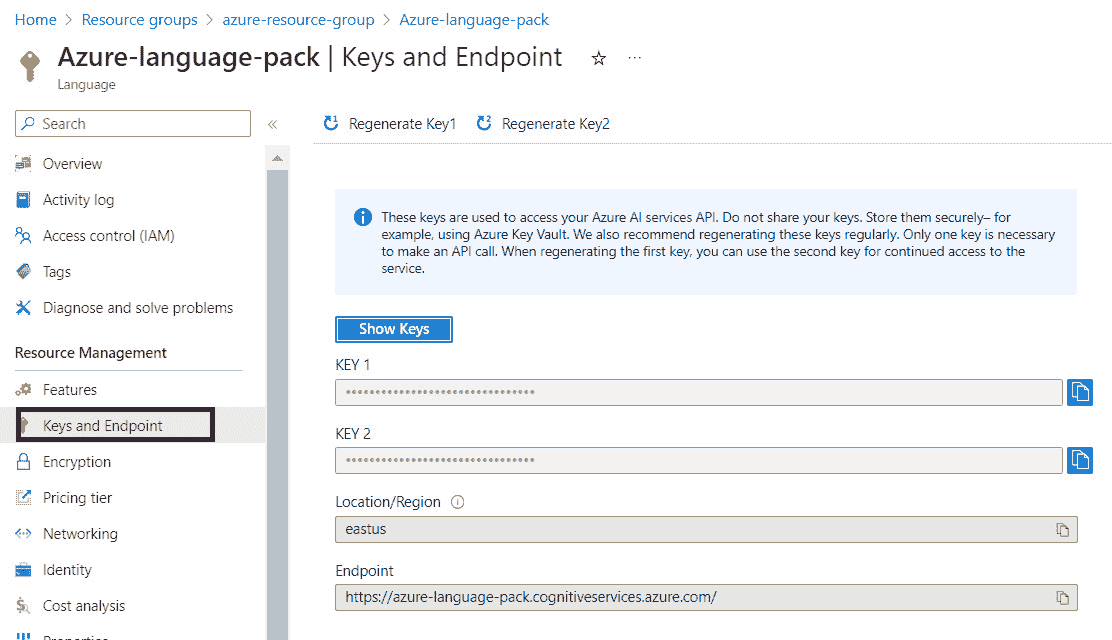 Home > Resource groups > azure-resource-group > Azure-language-pack
Azure-language-pack | Keys and Endpoint
Language
Search
Regenerate Key1
Regenerate Key2
Overview
Activity log
Access control (IAM)
Tags
Diagnose and solve problems
Resource Management
Features
Keys and Endpoint
Encryption
Pricing tier
Networking
Identity
Cost analysis
Properties
These keys are used to access your Azure AI services API. Do not share your keys. Store them securely– for
example, using Azure Key Vault. We also recommend regenerating these keys regularly. Only one key is necessary
to make an API call. When regenerating the first key, you can use the second key for continued access to the
service.
Show Keys
KEY 1
KEY 2
Location/Region
eastus
Endpoint
https://azure-language-pack.cognitiveservices.azure.com/